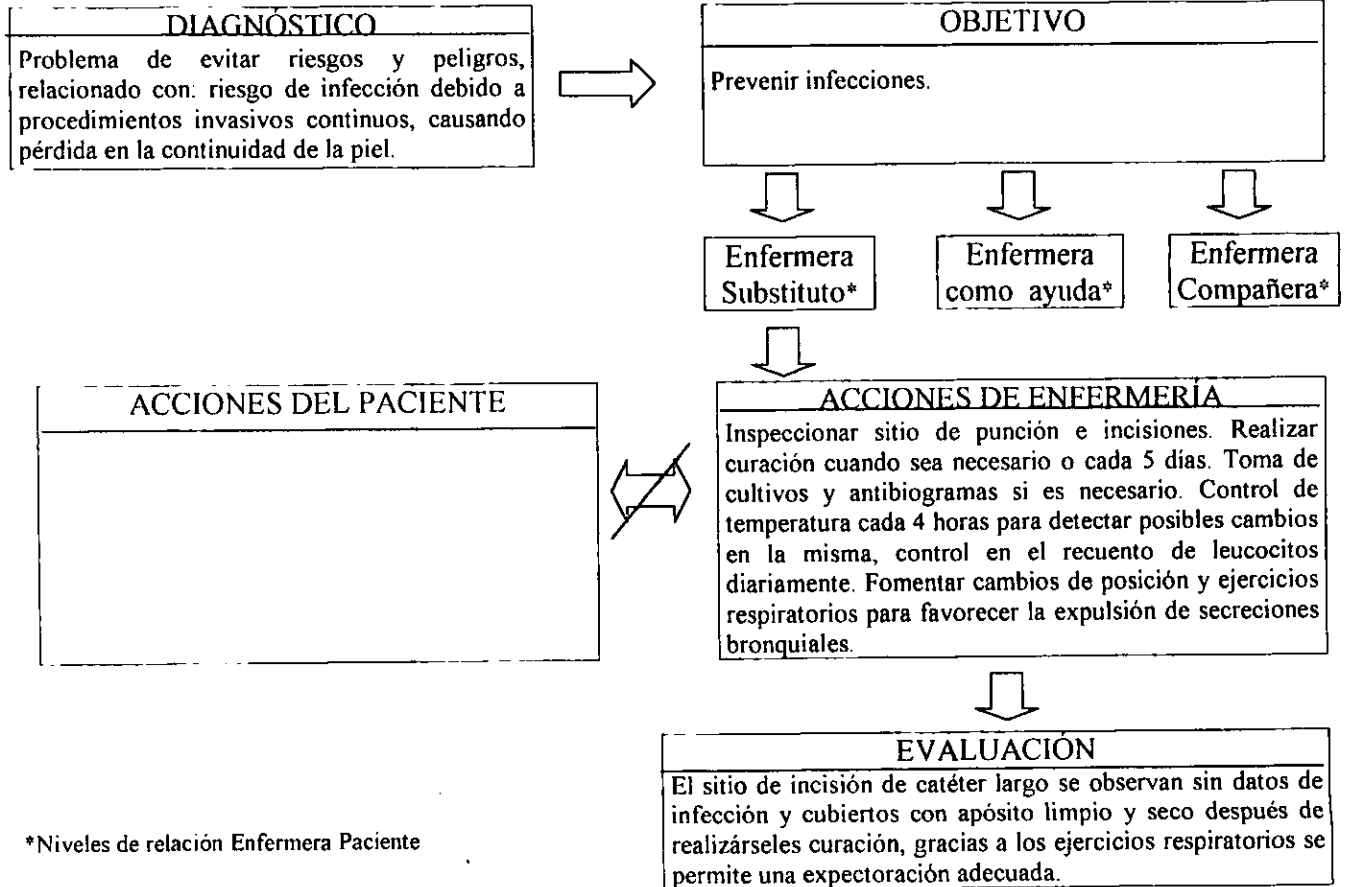 DIAGNÓSTICO
Problema de evitar riesgos y peligros,
relacionado con: riesgo de infección debido a
procedimientos invasivos continuos, causando
pérdida en la continuidad de la piel.
OBJETIVO
Prevenir infecciones.
Enfermera
Substituto*
Enfermera
como ayuda*
Enfermera
Compañera*
ACCIONES DEL PACIENTE
ACCIONES DE ENFERMERÍA
Inspeccionar sitio de punción e incisiones. Realizar
curación cuando sea necesario o cada 5 días. Toma de
cultivos y antibiogramas si es necesario. Control de
temperatura cada 4 horas para detectar posibles cambios
en la misma, control en el recuento de leucocitos
diariamente. Fomentar cambios de posición y ejercicios
respiratorios para favorecer la expulsión de secreciones
bronquiales.
EVALUACIÓN
El sitio de incisión de catéter largo se observan sin datos de
infección y cubiertos con apósito limpio y seco después de
realizárseles curación, gracias a los ejercicios respiratorios se
permite una expectoración adecuada.
*Niveles de relación Enfermera Paciente